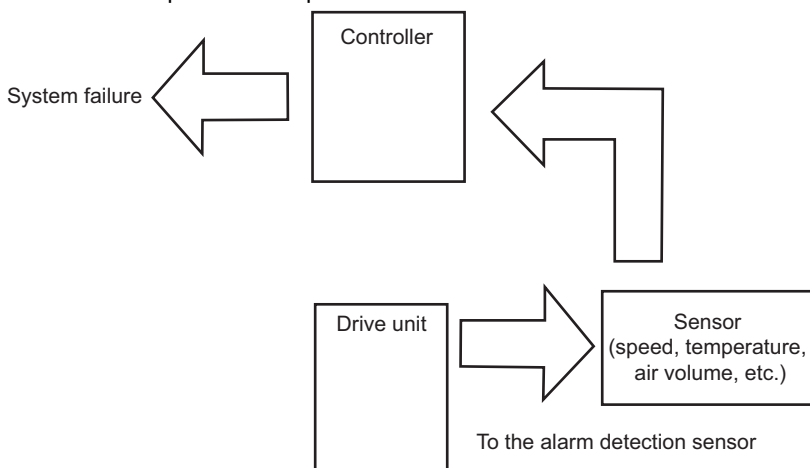 Controller
System failure
Drive unit
Sensor
(speed, temperature,
air volume, etc.)
To the alarm detection sensor